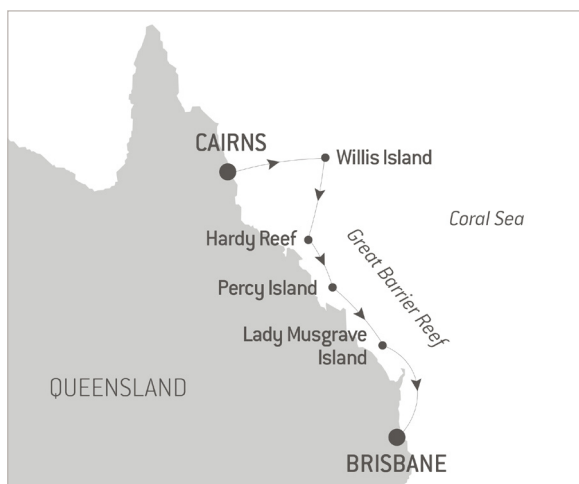 CAIRNS
Willis Island
Coral Sea
Hardy Reef
Great Barrier Reef
Percy Island
Lady Musgrave
Island
QUEENSLAND
BRISBANE